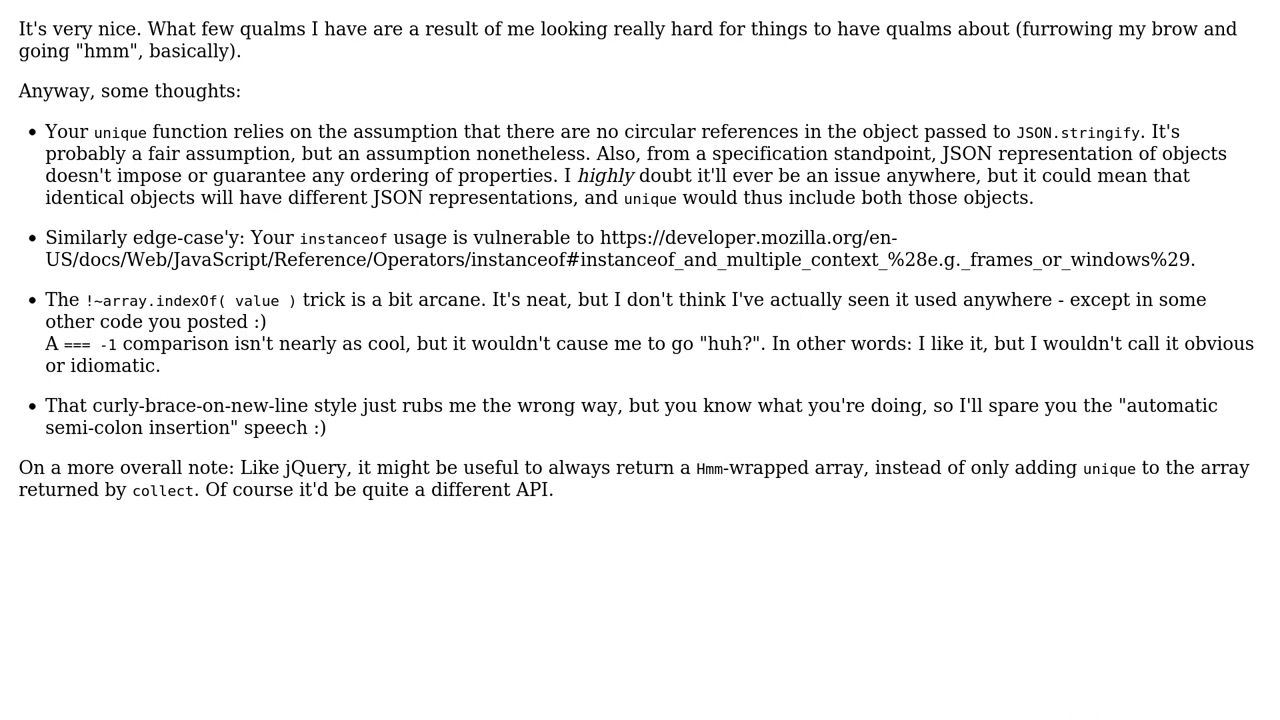 It's very nice. What few qualms I have are a result of me looking really hard for things to have qualms about (furrowing my brow and
going "hmm", basically).
Anyway, some thoughts:
• Your unique function relies on the assumption that there are no circular references in the object passed to JSON.stringify. It's
probably a fair assumption, but an assumption nonetheless. Also, from a specification standpoint, JSON representation of objects
doesn't impose or guarantee any ordering of properties. I highly doubt it'll ever be an issue anywhere, but it could mean that
identical objects will have different JSON representations, and unique would thus include both those objects.
• Similarly edge-case'y: Your instanceof usage is vulnerable to https://developer.mozilla.org/en-
US/docs/Web/JavaScript/Reference/Operators/instanceof#instanceof_and_multiple_context_%28e.g._frames_or_windows%29.
• The !~array.indexOf( value ) trick is a bit arcane. It's neat, but I don't think I've actually seen it used anywhere - except in some
other code you posted :)
A === -1 comparison isn't nearly as cool, but it wouldn't cause me to go "huh?". In other words: I like it, but I wouldn't call it obvious
or idiomatic.
• That curly-brace-on-new-line style just rubs me the wrong way, but you know what you're doing, so I'll spare you the "automatic
semi-colon insertion" speech :)
On a more overall note: Like jQuery, it might be useful to always return a Hmm-wrapped array, instead of only adding unique to the array
returned by collect. Of course it'd be quite a different API.